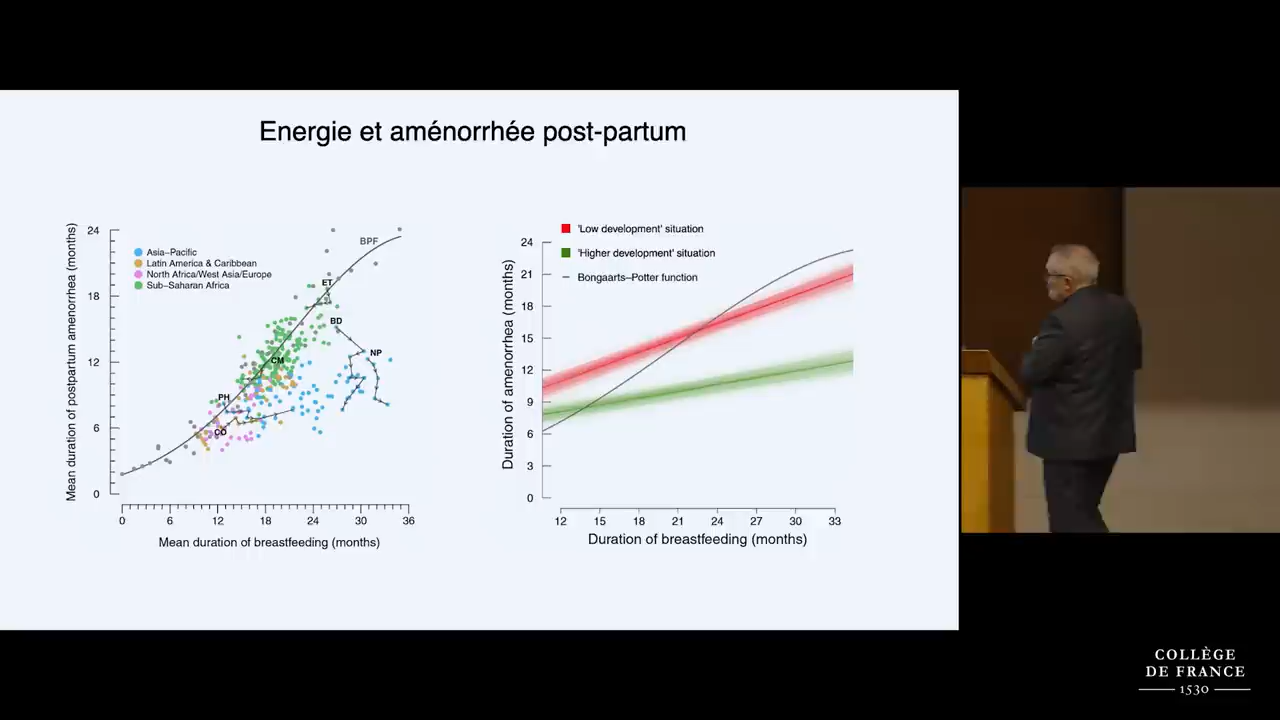 Energie et aménorrhée post-partum
Mean duration of postpartum amenorrhea (months)
24
18
12
6
0
Asia–Pacific
Latin America & Caribbean
North Africa/West Asia/Europe
Sub–Saharan Africa
BPF
ET
BD
NP
CM
PH
CO
0 6 12 18 24 30 36
Mean duration of breastfeeding (months)
'Low development' situation
'Higher development' situation
Bongaarts–Potter function
Duration of amenorrhea (months)
24
21
18
15
12
9
6
3
0
12 15 18 21 24 27 30 33
Duration of breastfeeding (months)
COLLÈGE
DE FRANCE
1530